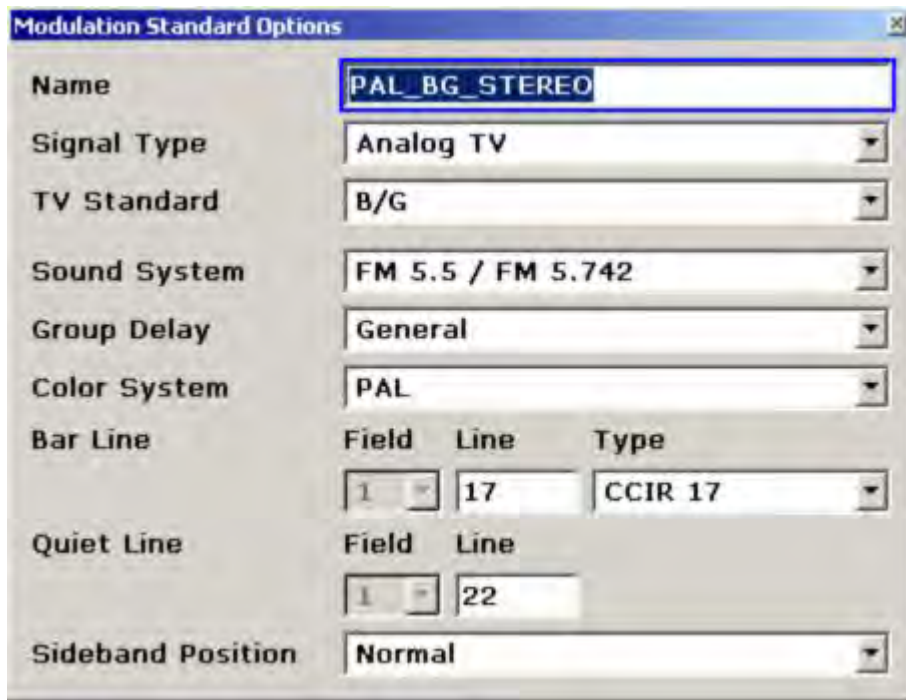 Modulation Standard Options
Name PAL_BG_STEREO
Signal Type Analog TV
TV Standard B/G
Sound System FM 5.5 / FM 5.742
Group Delay General
Color System PAL
Bar Line Field Line Type
1 17 CCIR 17
Quiet Line Field Line
1 22
Sideband Position Normal